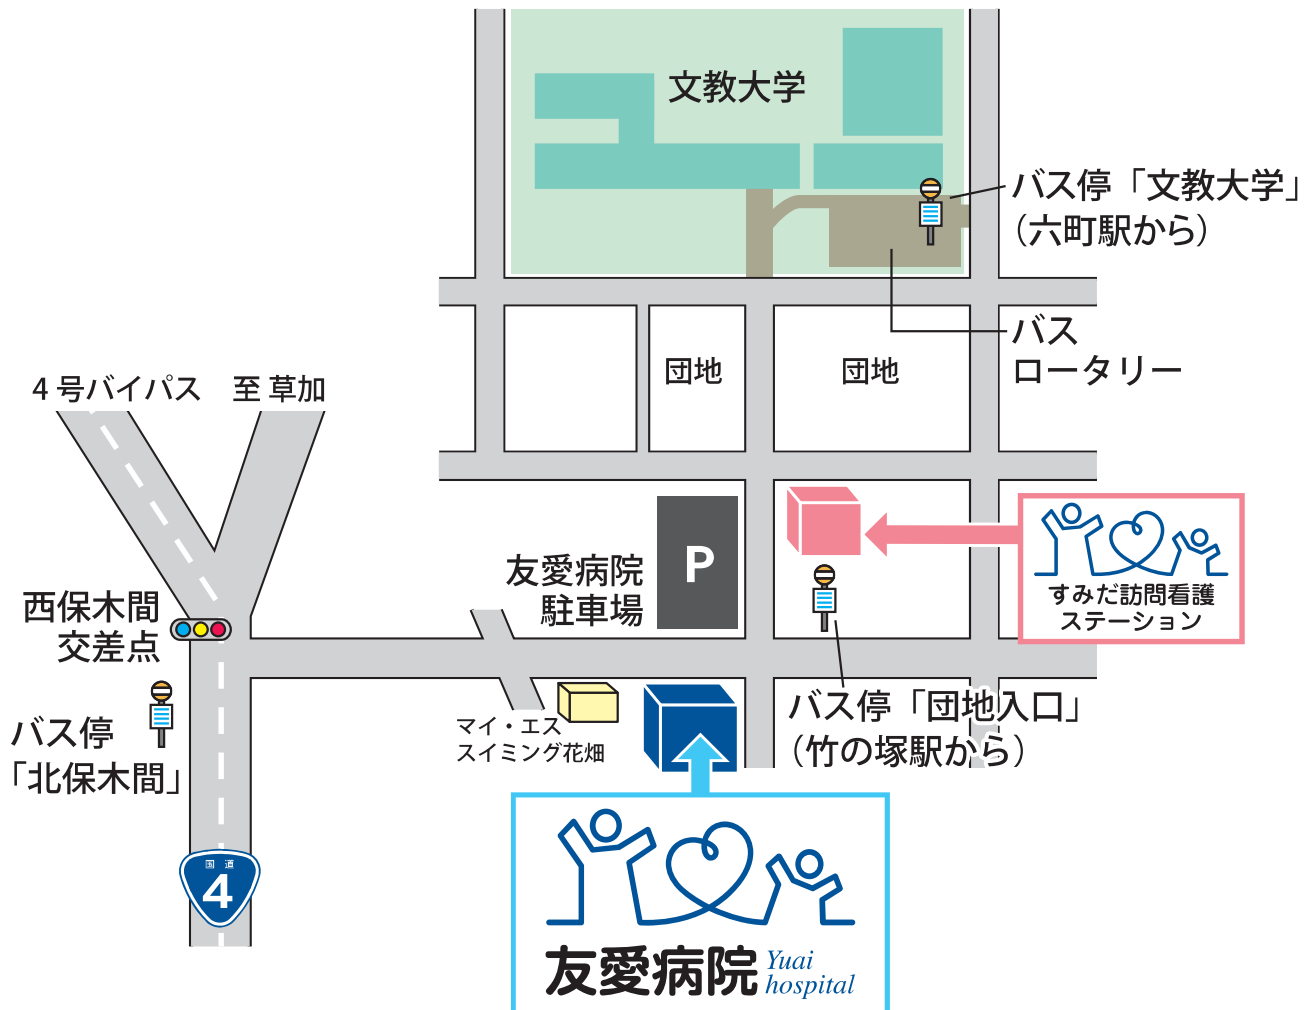 文教大学
バス停「文教大学」
（六町駅から）
バス
ロータリー
団地
団地
4 号バイパス
至 草加
友愛病院
駐車場
P
すみだ訪問看護
ステーション
西保木間
交差点
バス停
「北保木間」
マイ・エス
スイミング花畑
バス停「団地入口」
（竹の塚駅から）
国道
4
友愛病院
Yuai
hospital